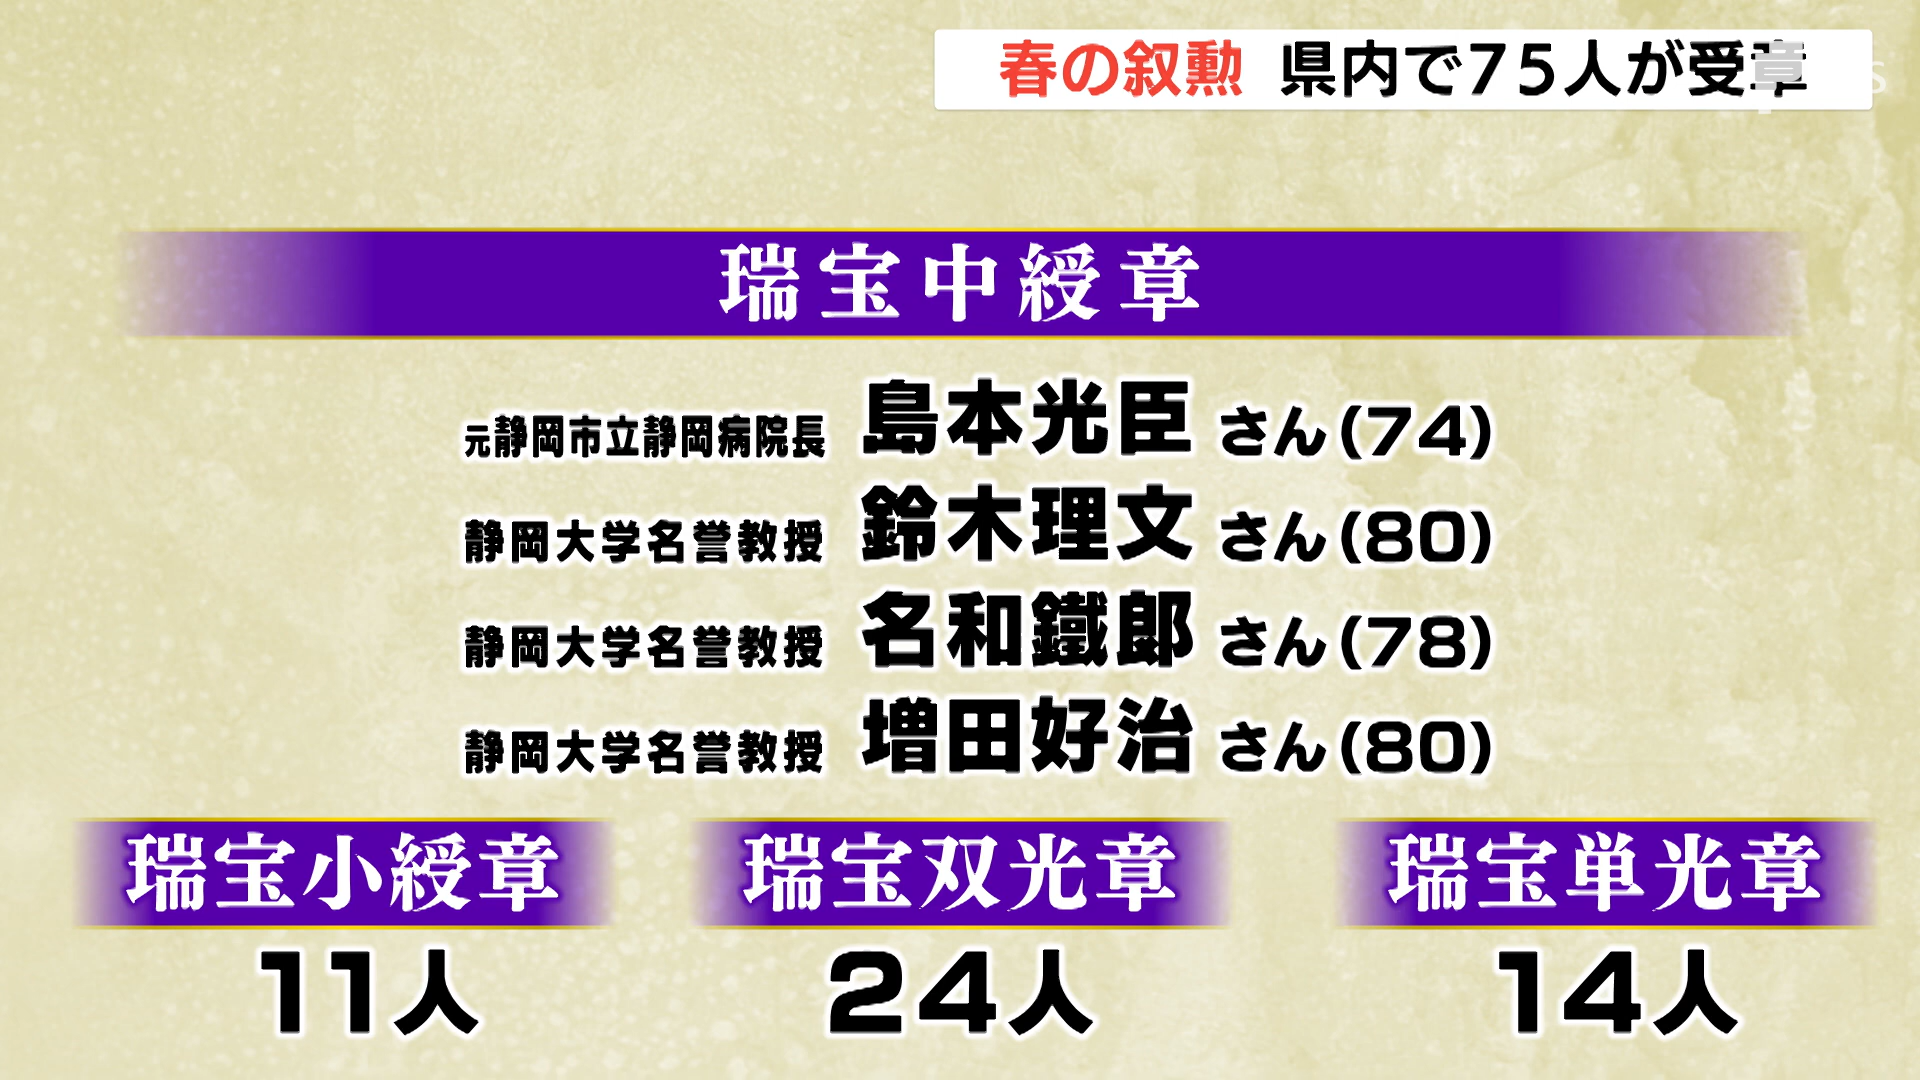 春の叙勲 県内で75人が受章
瑞宝中綬章
元静岡市立静岡病院長 島本光臣 さん(74)
静岡大学名誉教授 鈴木理文 さん(80)
静岡大学名誉教授 名和鐵郎 さん(78)
静岡大学名誉教授 増田好治 さん(80)
瑞宝小綬章 瑞宝双光章 瑞宝単光章
11人 24人 14人